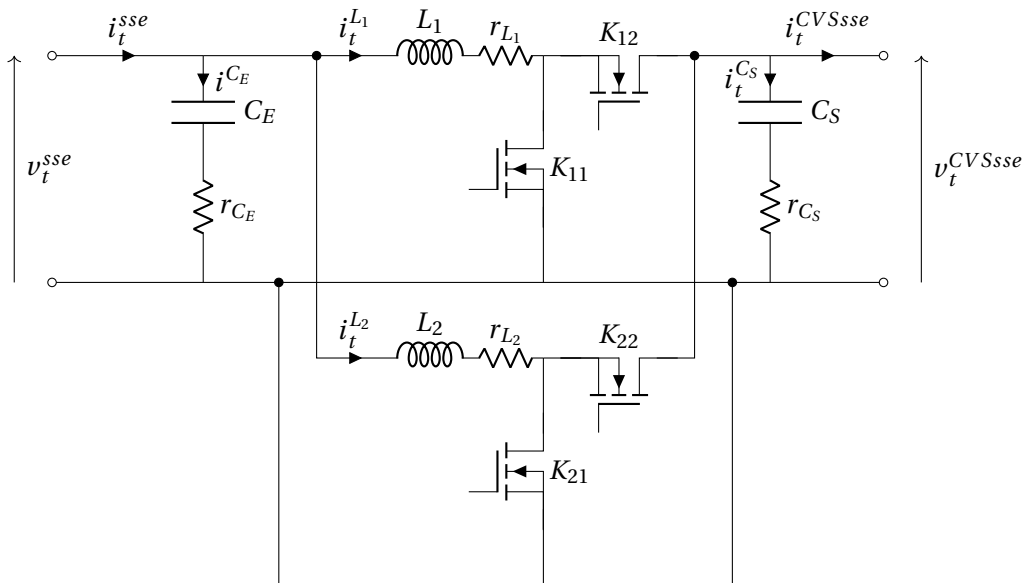 i_t^{sse} i_t^{L_1} L_1 r_{L_1} K_{12} i_t^{CVSsse}
i^{C_E} i_t^{C_S}
C_E C_S
v_t^{sse} K_{11} v_t^{CVSsse}
r_{C_E} r_{C_S}
i_t^{L_2} L_2 r_{L_2} K_{22}
K_{21}